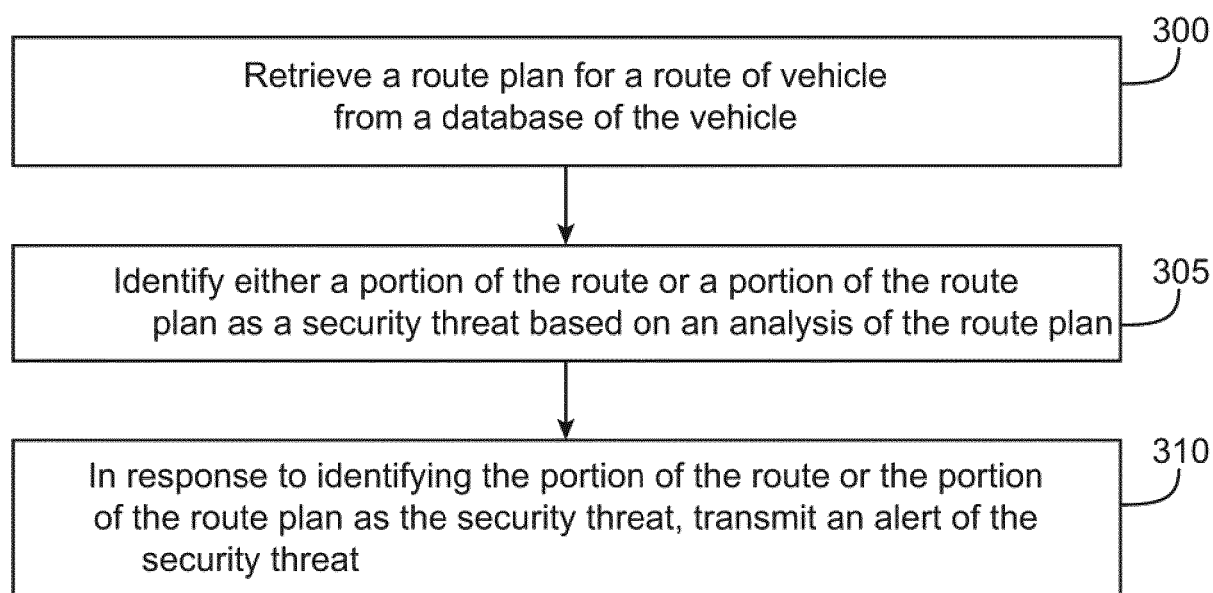 300
Retrieve a route plan for a route of vehicle
from a database of the vehicle
305
Identify either a portion of the route or a portion of the route
plan as a security threat based on an analysis of the route plan
310
In response to identifying the portion of the route or the portion
of the route plan as the security threat, transmit an alert of the
security threat